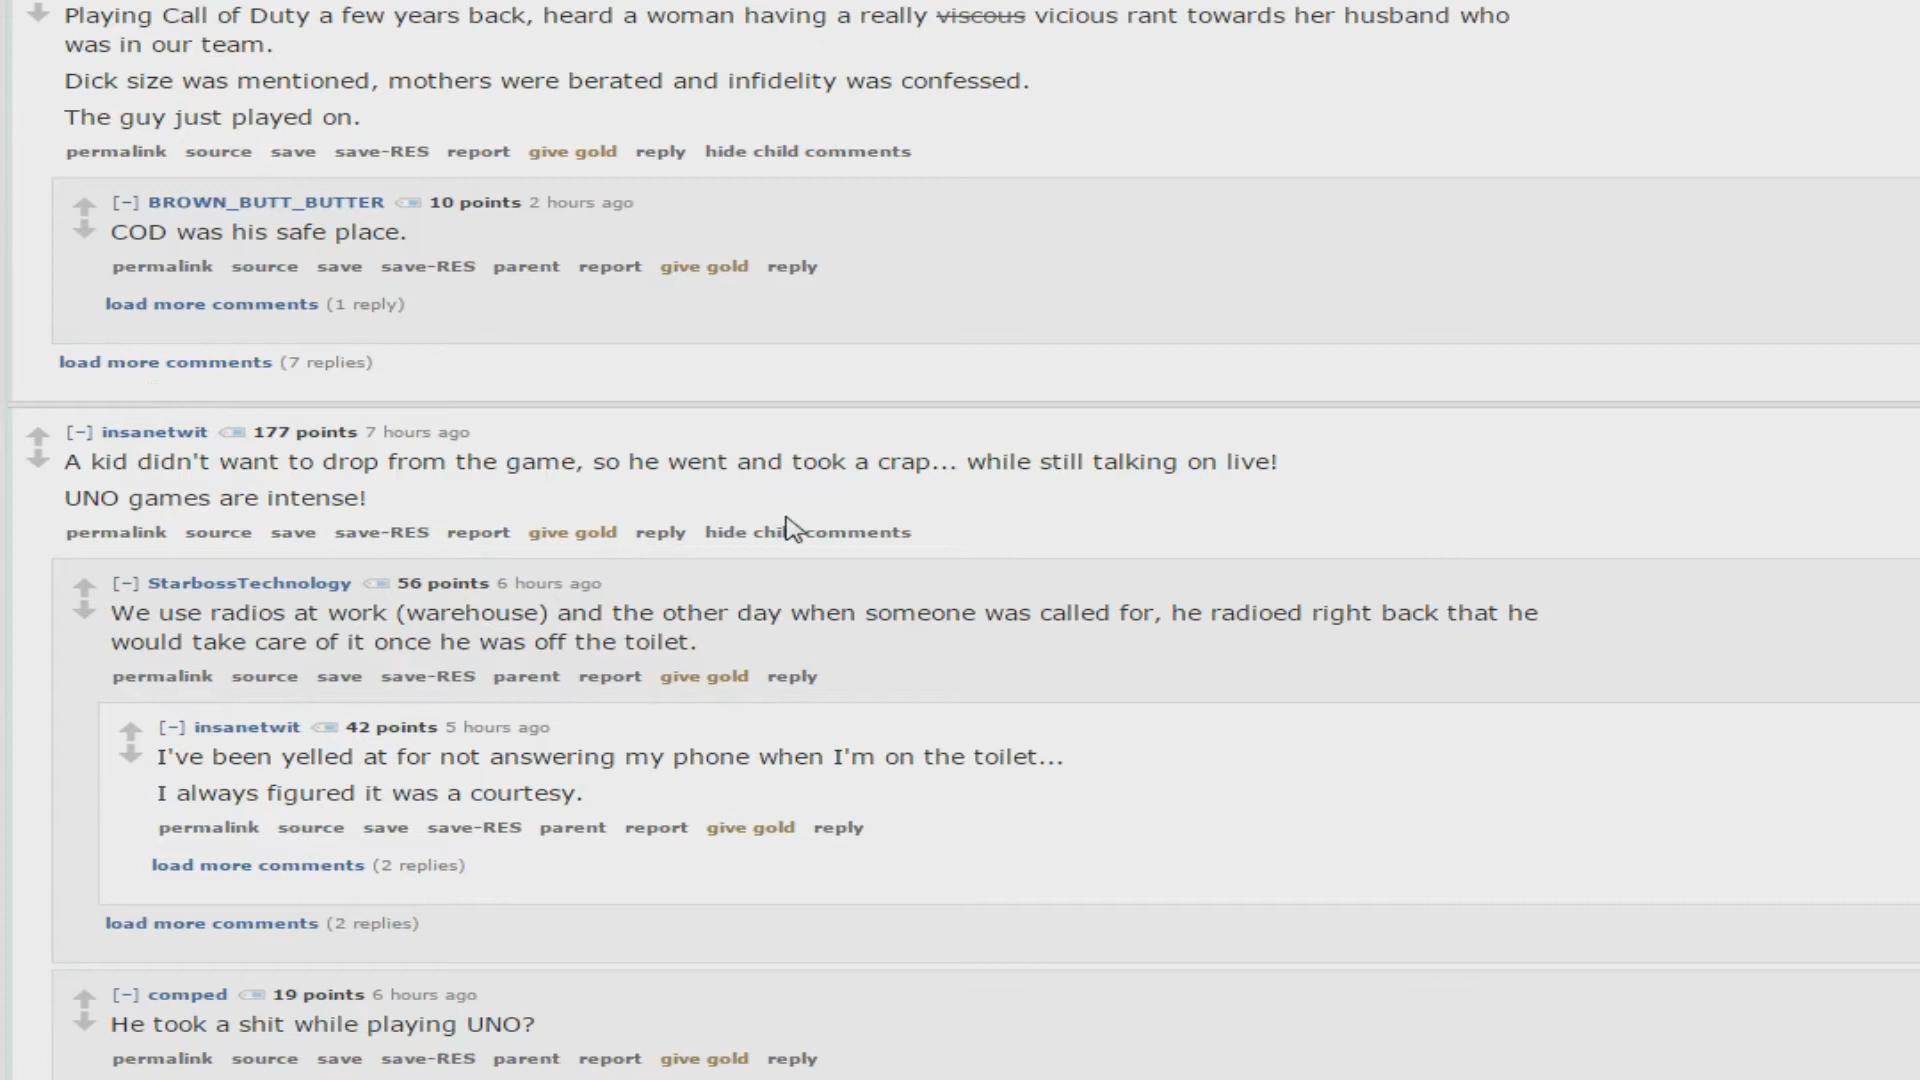 Playing Call of Duty a few years back, heard a woman having a really viscous vicious rant towards her husband who
was in our team.
Dick size was mentioned, mothers were berated and infidelity was confessed.
The guy just played on.
permalink source save save-RES report give gold reply hide child comments
[-] BROWN_BUTT_BUTTER 10 points 2 hours ago
COD was his safe place.
permalink source save save-RES parent report give gold reply
load more comments (1 reply)
load more comments (7 replies)
[-] insanetwit 177 points 7 hours ago
A kid didn't want to drop from the game, so he went and took a crap... while still talking on live!
UNO games are intense!
permalink source save save-RES report give gold reply hide child comments
[-] StarbossTechnology 56 points 6 hours ago
We use radios at work (warehouse) and the other day when someone was called for, he radioed right back that he
would take care of it once he was off the toilet.
permalink source save save-RES parent report give gold reply
[-] insanetwit 42 points 5 hours ago
I've been yelled at for not answering my phone when I'm on the toilet...
I always figured it was a courtesy.
permalink source save save-RES parent report give gold reply
load more comments (2 replies)
load more comments (2 replies)
[-] comped 19 points 6 hours ago
He took a shit while playing UNO?
permalink source save save-RES parent report give gold reply